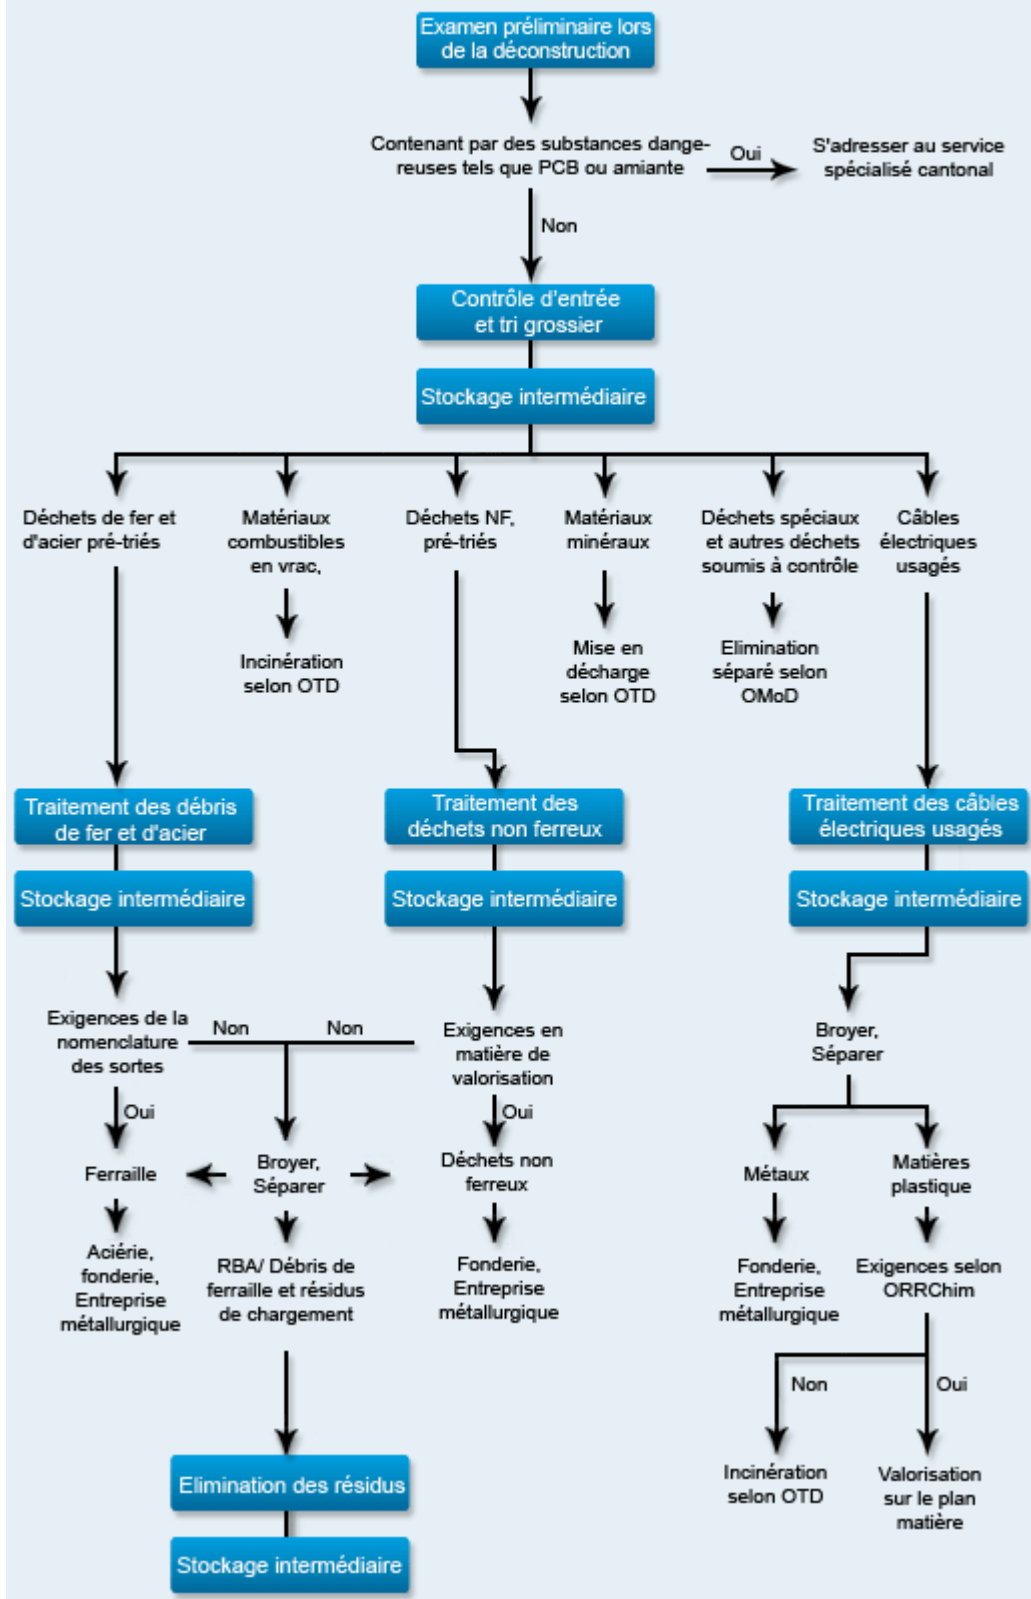 Examen préliminaire lors
de la déconstruction
Contenant par des substances dange-
reuses tels que PCB ou amiante
Oui
S'adresser au service
spécialisé cantonal
Non
Contrôle d'entrée
et tri grossier
Stockage intermédiaire
Déchets de fer et
d'acier pré-triés
Matériaux
combustibles
en vrac,
Déchets NF,
pré-triés
Matériaux
minéraux
Déchets spéciaux
et autres déchets
soumis à contrôle
Câbles
électriques
usagés
Incinération
selon OTD
Mise en
décharge
selon OTD
Elimination
séparé selon
OMoD
Traitement des débris
de fer et d'acier
Traitement des
déchets non ferreux
Traitement des câbles
électriques usagés
Stockage intermédiaire
Stockage intermédiaire
Stockage intermédiaire
Exigences de la
nomenclature
des sortes
Non
Non
Exigences en
matière de
valorisation
Broyer,
Séparer
Oui
Oui
Ferraille
Broyer,
Séparer
Déchets non
ferreux
Métaux
Matières
plastique
Aciérie,
fonderie,
Entreprise
métallurgique
RBA/ Débris de
ferraille et résidus
de chargement
Fonderie,
Entreprise
métallurgique
Fonderie,
Entreprise
métallurgique
Exigences selon
ORRChim
Non
Oui
Elimination des résidus
Incinération
selon OTD
Valorisation
sur le plan
matière
Stockage intermédiaire